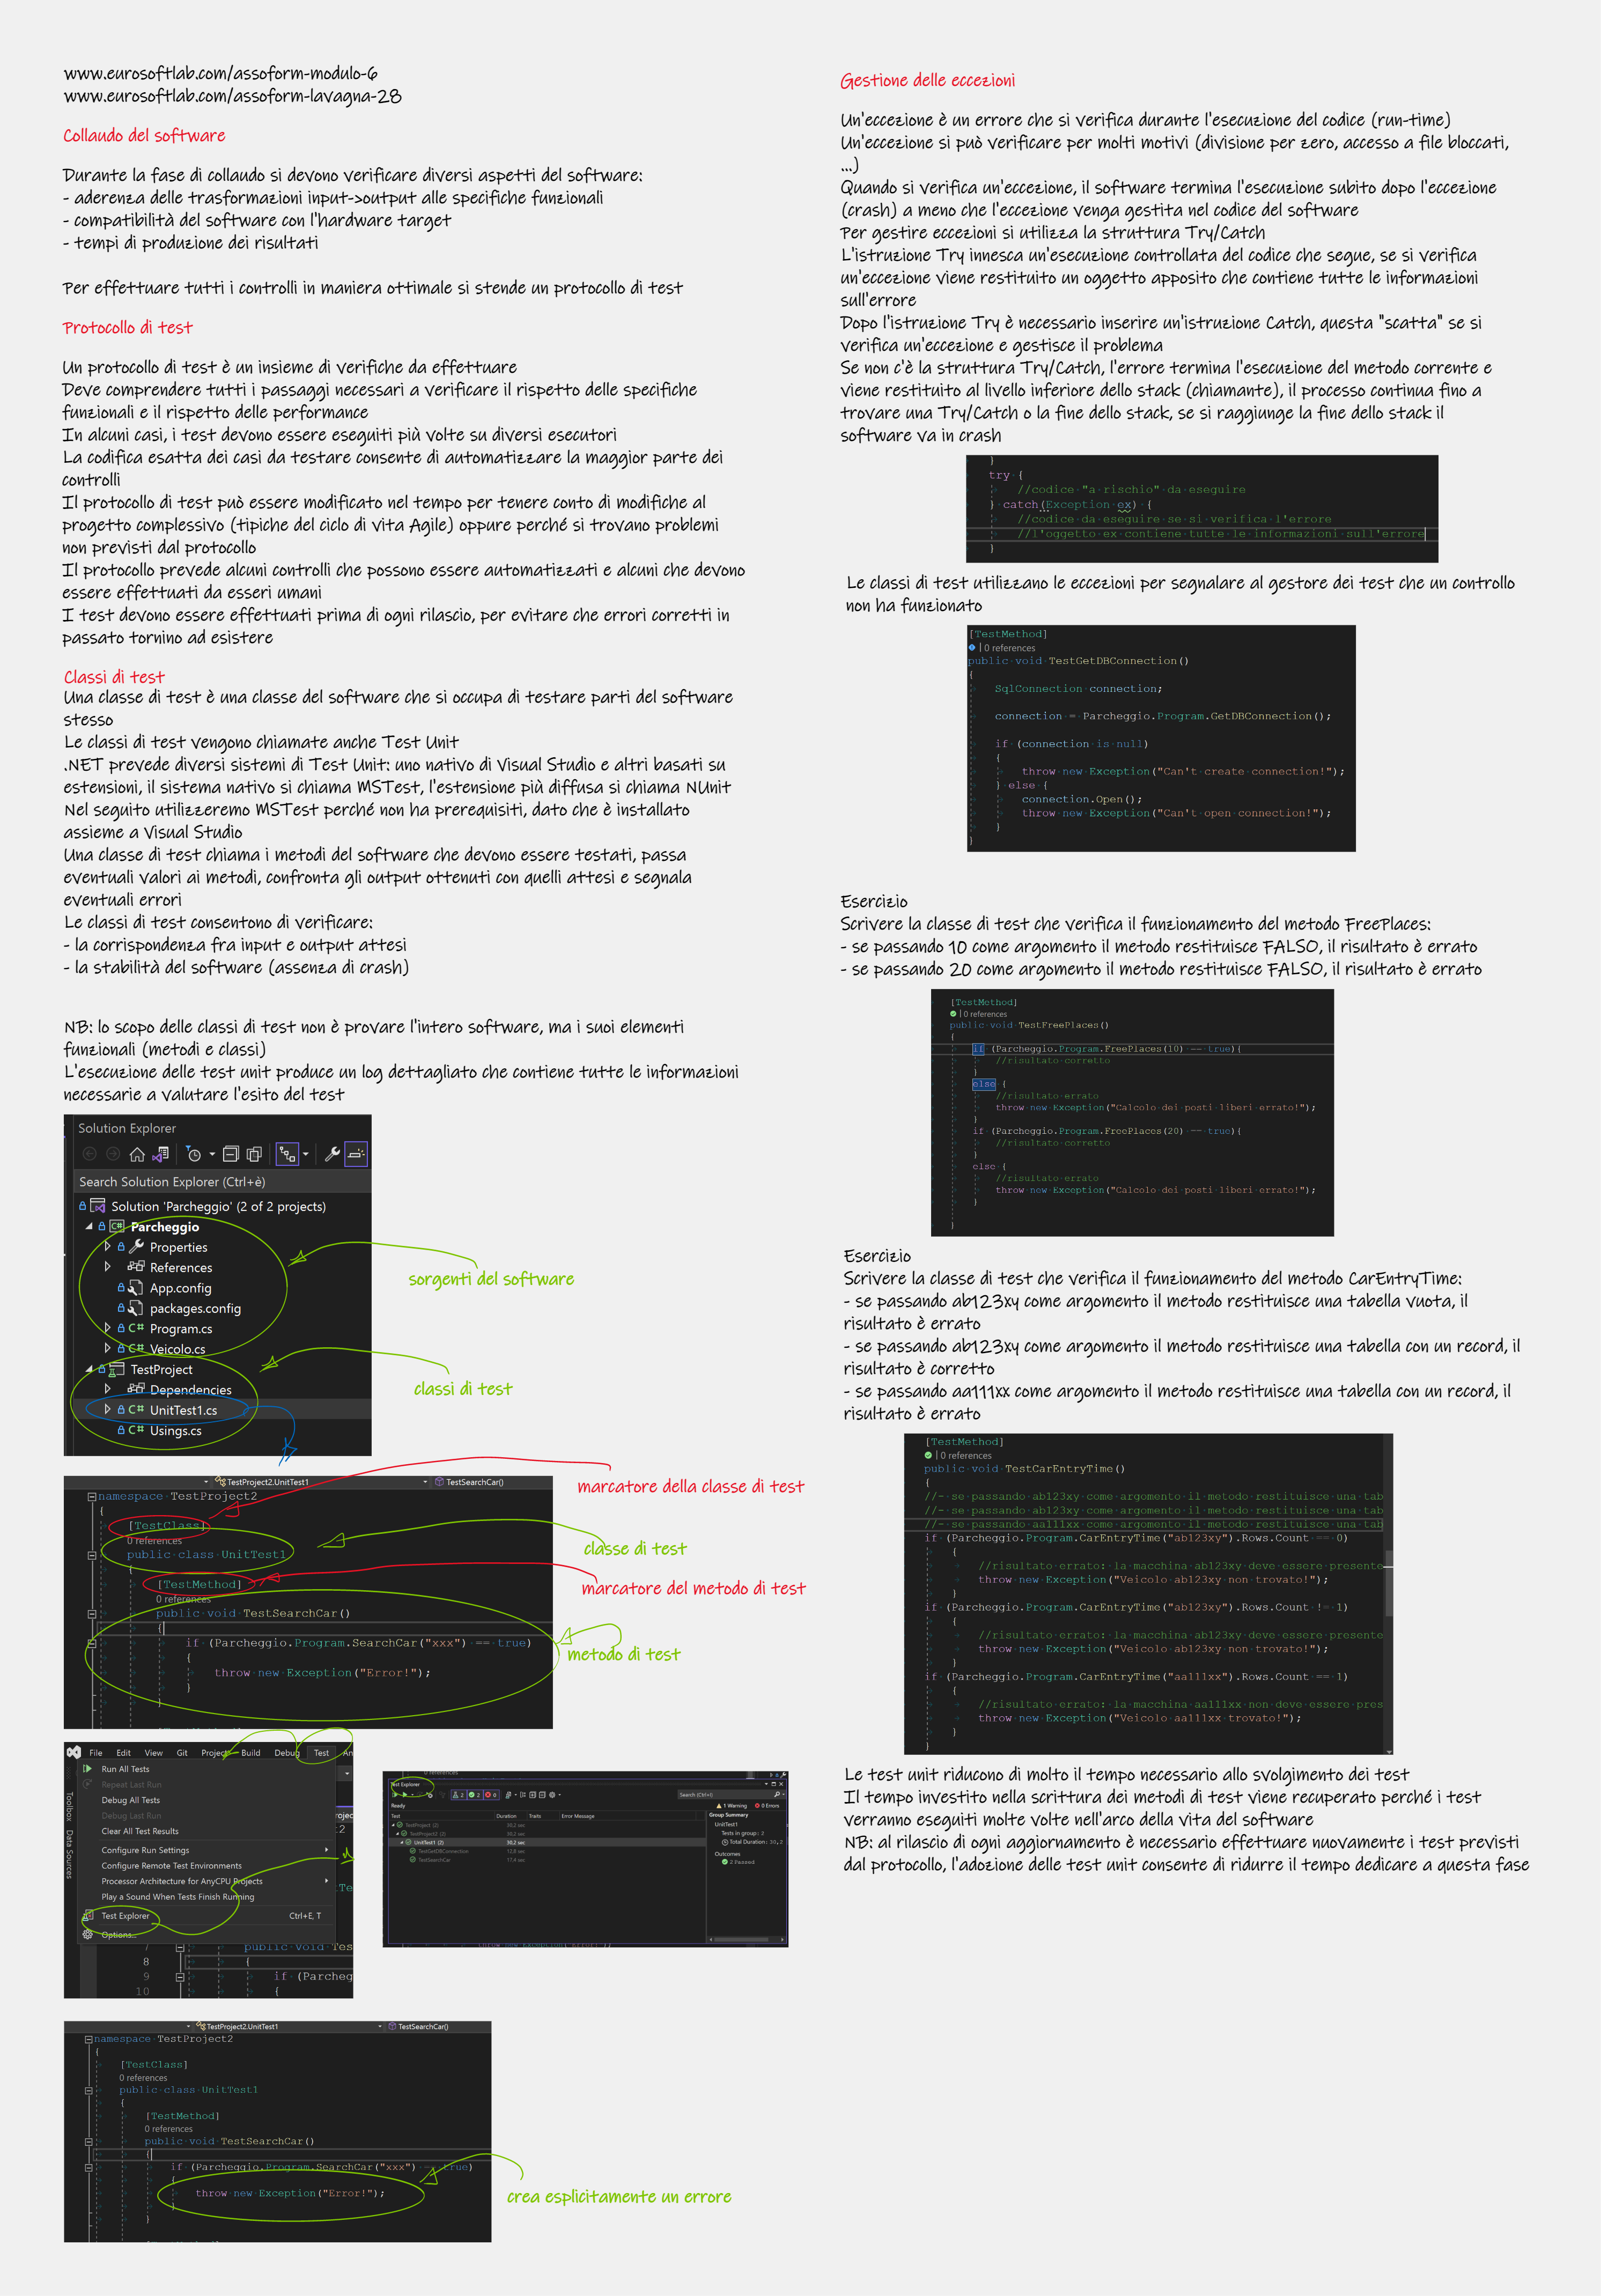 www.eurosoftlab.com/assoform-modulo-6
www.eurosoftlab.com/assoform-lavagna-28
Collaudo del software
Durante la fase di collaudo si devono verificare diversi aspetti del software:
- aderenza delle trasformazioni input->output alle specifiche funzionali
- compatibilità del software con l'hardware target
- tempi di produzione dei risultati
Per effettuare tutti i controlli in maniera ottimale si stende un protocollo di test
Protocollo di test
Un protocollo di test è un insieme di verifiche da effettuare
Deve comprendere tutti i passaggi necessari a verificare il rispetto delle specifiche
funzionali e il rispetto delle performance
In alcuni casi, i test devono essere eseguiti più volte su diversi esecutori
La codifica esatta dei casi da testare consente di automatizzare la maggior parte dei
controlli
Il protocollo di test può essere modificato nel tempo per tenere conto di modifiche al
progetto complessivo (tipiche del ciclo di vita Agile) oppure perché si trovano problemi
non previsti dal protocollo
Il protocollo prevede alcuni controlli che possono essere automatizzati e alcuni che devono
essere effettuati da esseri umani
I test devono essere effettuati prima di ogni rilascio, per evitare che errori corretti in
passato tornino ad esistere
Classi di test
Una classe di test è una classe del software che si occupa di testare parti del software
stesso
Le classi di test vengono chiamate anche Test Unit
.NET prevede diversi sistemi di Test Unit: uno nativo di Visual Studio e altri basati su
estensioni, il sistema nativo si chiama MSTest, l'estensione più diffusa si chiama NUnit
Nel seguito utilizzeremo MSTest perché non ha prerequisiti, dato che è installato
assieme a Visual Studio
Una classe di test chiama i metodi del software che devono essere testati, passa
eventuali valori ai metodi, confronta gli output ottenuti con quelli attesi e segnala
eventuali errori
Le classi di test consentono di verificare:
- la corrispondenza fra input e output attesi
- la stabilità del software (assenza di crash)
NB: lo scopo delle classi di test non è provare l'intero software, ma i suoi elementi
funzionali (metodi e classi)
L'esecuzione delle test unit produce un log dettagliato che contiene tutte le informazioni
necessarie a valutare l'esito del test
Solution Explorer
Search Solution Explorer (Ctrl+è)
Solution 'Parcheggio' (2 of 2 projects)
C# Parcheggio
Properties
References
App.config
packages.config
C# Program.cs
C# Veicolo.cs
TestProject
Dependencies
C# UnitTest1.cs
C# Usings.cs
sorgenti del software
classi di test
TestProject2.UnitTest1 TestSearchCar()
namespace TestProject2
{
[TestClass]
0 references
public class UnitTest1
{
[TestMethod]
0 references
public void TestSearchCar()
{
if (Parcheggio.Program.SearchCar("xxx") == true)
{
throw new Exception("Error!");
}
marcatore della classe di test
classe di test
marcatore del metodo di test
metodo di test
File Edit View Git Project Build Debug Test An
Run All Tests
Repeat Last Run
Debug All Tests
Debug Last Run
Clear All Test Results
Configure Run Settings
Configure Remote Test Environments
Processor Architecture for AnyCPU Projects
Play a Sound When Tests Finish Running
Test Explorer Ctrl+E, T
Options...
Toolbox
Data Sources
7 public void Tes
8 {
9 if (Parcheg
10 {
Test Explorer
2 2 0
Search (Ctrl+I)
Ready 1 Warning 0 Errors
Test Duration Traits Error Message
TestProject (2) 30,2 sec
TestProject2 (2) 30,2 sec
UnitTest1 (2) 30,2 sec
TestGetDBConnection 12,8 sec
TestSearchCar 17,4 sec
Group Summary
UnitTest1
Tests in group: 2
Total Duration: 30,2
Outcomes
2 Passed
TestProject2.UnitTest1 TestSearchCar()
namespace TestProject2
{
[TestClass]
0 references
public class UnitTest1
{
[TestMethod]
0 references
public void TestSearchCar()
{
if (Parcheggio.Program.SearchCar("xxx") == true)
{
throw new Exception("Error!");
}
}
crea esplicitamente un errore
Gestione delle eccezioni
Un'eccezione è un errore che si verifica durante l'esecuzione del codice (run-time)
Un'eccezione si può verificare per molti motivi (divisione per zero, accesso a file bloccati,
...)
Quando si verifica un'eccezione, il software termina l'esecuzione subito dopo l'eccezione
(crash) a meno che l'eccezione venga gestita nel codice del software
Per gestire eccezioni si utilizza la struttura Try/Catch
L'istruzione Try innesca un'esecuzione controllata del codice che segue, se si verifica
un'eccezione viene restituito un oggetto apposito che contiene tutte le informazioni
sull'errore
Dopo l'istruzione Try è necessario inserire un'istruzione Catch, questa "scatta" se si
verifica un'eccezione e gestisce il problema
Se non c'è la struttura Try/Catch, l'errore termina l'esecuzione del metodo corrente e
viene restituito al livello inferiore dello stack (chiamante), il processo continua fino a
trovare una Try/Catch o la fine dello stack, se si raggiunge la fine dello stack il
software va in crash
}
try {
//codice "a rischio" da eseguire
} catch(Exception ex) {
//codice da eseguire se si verifica l'errore
//l'oggetto ex contiene tutte le informazioni sull'errore
}
Le classi di test utilizzano le eccezioni per segnalare al gestore dei test che un controllo
non ha funzionato
[TestMethod]
0 references
public void TestGetDBConnection()
{
SqlConnection connection;
connection = Parcheggio.Program.GetDBConnection();
if (connection is null)
{
throw new Exception("Can't create connection!");
} else {
connection.Open();
throw new Exception("Can't open connection!");
}
}
Esercizio
Scrivere la classe di test che verifica il funzionamento del metodo FreePlaces:
- se passando 10 come argomento il metodo restituisce FALSO, il risultato è errato
- se passando 20 come argomento il metodo restituisce FALSO, il risultato è errato
[TestMethod]
0 references
public void TestFreePlaces()
{
if (Parcheggio.Program.FreePlaces(10) == true){
//risultato corretto
}
else {
//risultato errato
throw new Exception("Calcolo dei posti liberi errato!");
}
if (Parcheggio.Program.FreePlaces(20) == true){
//risultato corretto
}
else {
//risultato errato
throw new Exception("Calcolo dei posti liberi errato!");
}
}
Esercizio
Scrivere la classe di test che verifica il funzionamento del metodo CarEntryTime:
- se passando ab123xy come argomento il metodo restituisce una tabella vuota, il
risultato è errato
- se passando ab123xy come argomento il metodo restituisce una tabella con un record, il
risultato è corretto
- se passando aa111xx come argomento il metodo restituisce una tabella con un record, il
risultato è errato
[TestMethod]
0 references
public void TestCarEntryTime()
{
//- se passando ab123xy come argomento il metodo restituisce una tab
//- se passando ab123xy come argomento il metodo restituisce una tab
//- se passando aa111xx come argomento il metodo restituisce una tab
if (Parcheggio.Program.CarEntryTime("ab123xy").Rows.Count == 0)
{
//risultato errato: la macchina ab123xy deve essere presente
throw new Exception("Veicolo ab123xy non trovato!");
}
if (Parcheggio.Program.CarEntryTime("ab123xy").Rows.Count != 1)
{
//risultato errato: la macchina ab123xy deve essere presente
throw new Exception("Veicolo ab123xy non trovato!");
}
if (Parcheggio.Program.CarEntryTime("aa111xx").Rows.Count == 1)
{
//risultato errato: la macchina aa111xx non deve essere pres
throw new Exception("Veicolo aa111xx trovato!");
}
}
Le test unit riducono di molto il tempo necessario allo svolgimento dei test
Il tempo investito nella scrittura dei metodi di test viene recuperato perché i test
verranno eseguiti molte volte nell'arco della vita del software
NB: al rilascio di ogni aggiornamento è necessario effettuare nuovamente i test previsti
dal protocollo, l'adozione delle test unit consente di ridurre il tempo dedicare a questa fase